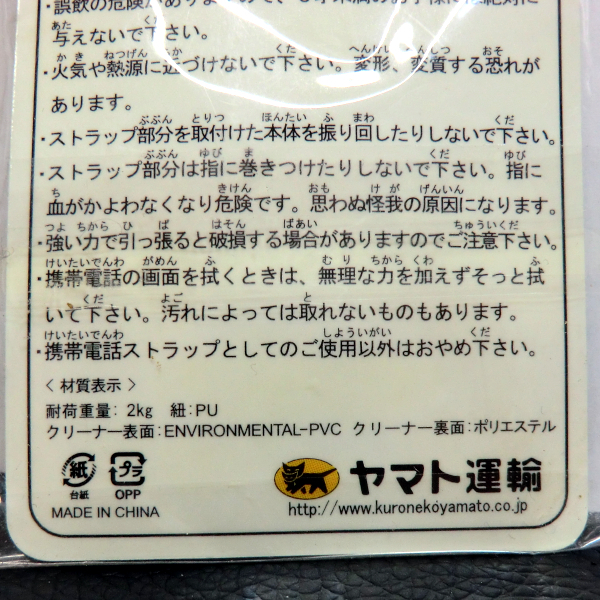 ・誤飲の危険がありますので、
与えないで下さい。
・火気や熱源に近づけないで下さい。変形、変質する恐れが
あります。
・ストラップ部分を取付けた本体を振り回したりしないで下さい。
・ストラップ部分は指に巻きつけたりしないで下さい。指に
血がかよわなくなり危険です。思わぬ怪我の原因になります。
・強い力で引っ張ると破損する場合がありますのでご注意下さい。
・携帯電話の画面を拭くときは、無理な力を加えずそっと拭
いて下さい。汚れによっては取れないものもあります。
・携帯電話ストラップとしてのご使用以外はおやめ下さい。
〈材質表示〉
耐荷重量：2kg 紐：PU
クリーナー表面：ENVIRONMENTAL-PVC クリーナー裏面：ポリエステル
紙 プラ
台紙 OPP
ヤマト運輸
MADE IN CHINA
http://www.kuronekoyamato.co.jp